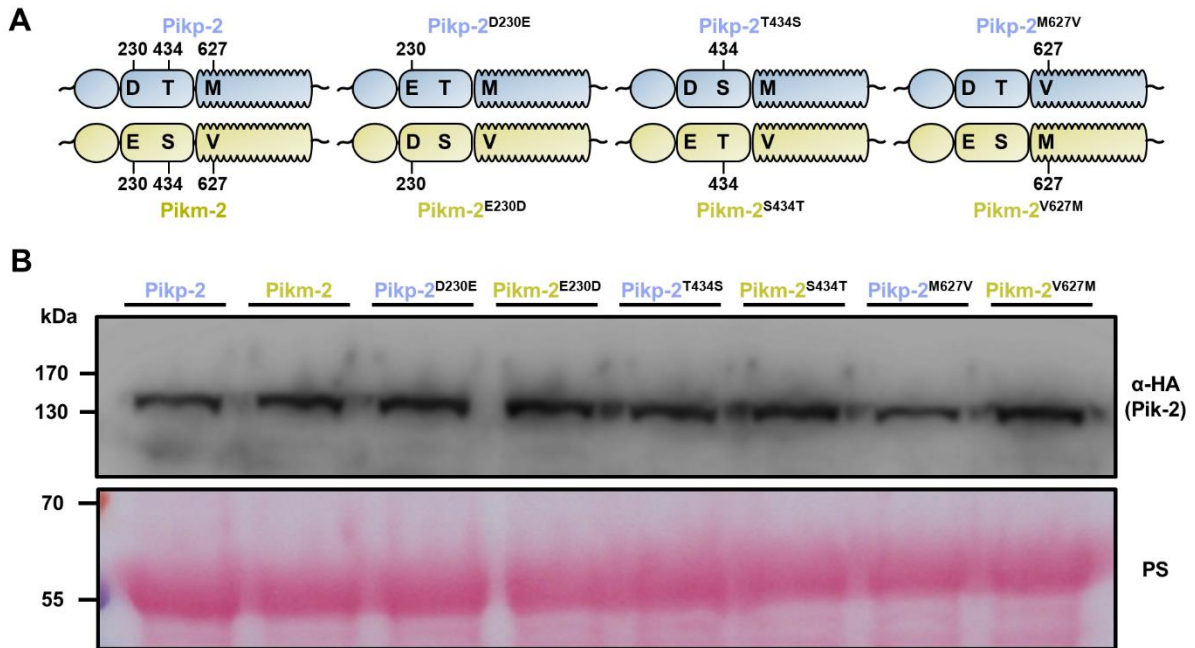 A
Pikp-2 Pikp-2D230E Pikp-2T434S Pikp-2M627V
230 434 627 230 434 627
D T M E T M D S M D T V
E S V D S V E T V E S M
230 434 627 230 434 627
Pikm-2 Pikm-2E230D Pikm-2S434T Pikm-2V627M
B
Pikp-2 Pikm-2 Pikp-2D230E Pikm-2E230D Pikp-2T434S Pikm-2S434T Pikp-2M627V Pikm-2V627M
kDa
170
130
α-HA
(Pik-2)
70
55
PS